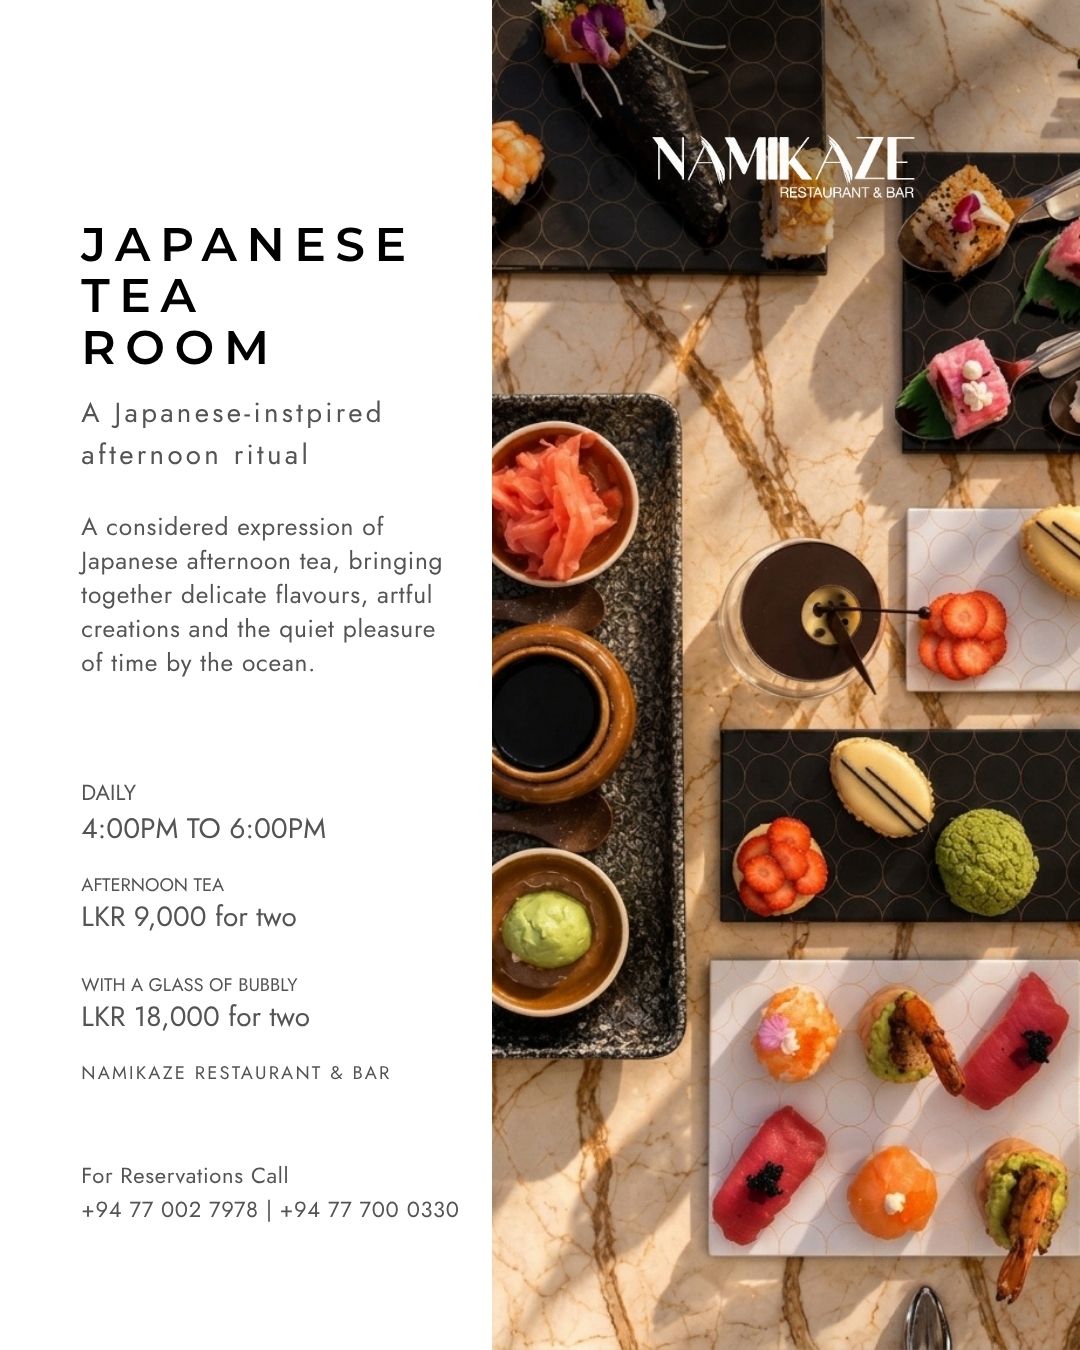 NAMIKAZE
RESTAURANT & BAR
JAPANESE
TEA
ROOM
A Japanese-instpired
afternoon ritual
A considered expression of
Japanese afternoon tea, bringing
together delicate flavours, artful
creations and the quiet pleasure
of time by the ocean.
DAILY
4:00PM TO 6:00PM
AFTERNOON TEA
LKR 9,000 for two
WITH A GLASS OF BUBBLY
LKR 18,000 for two
NAMIKAZE RESTAURANT & BAR
For Reservations Call
+94 77 002 7978 | +94 77 700 0330